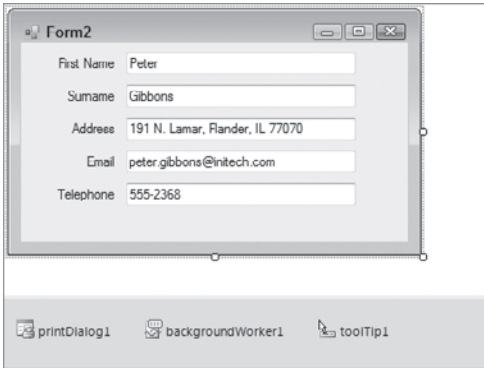 Form2
First Name Peter
Surname Gibbons
Address 191 N. Lamar, Flander, IL 77070
Email peter.gibbons@initech.com
Telephone 555-2368
printDialog1 backgroundWorker1 toolTip1